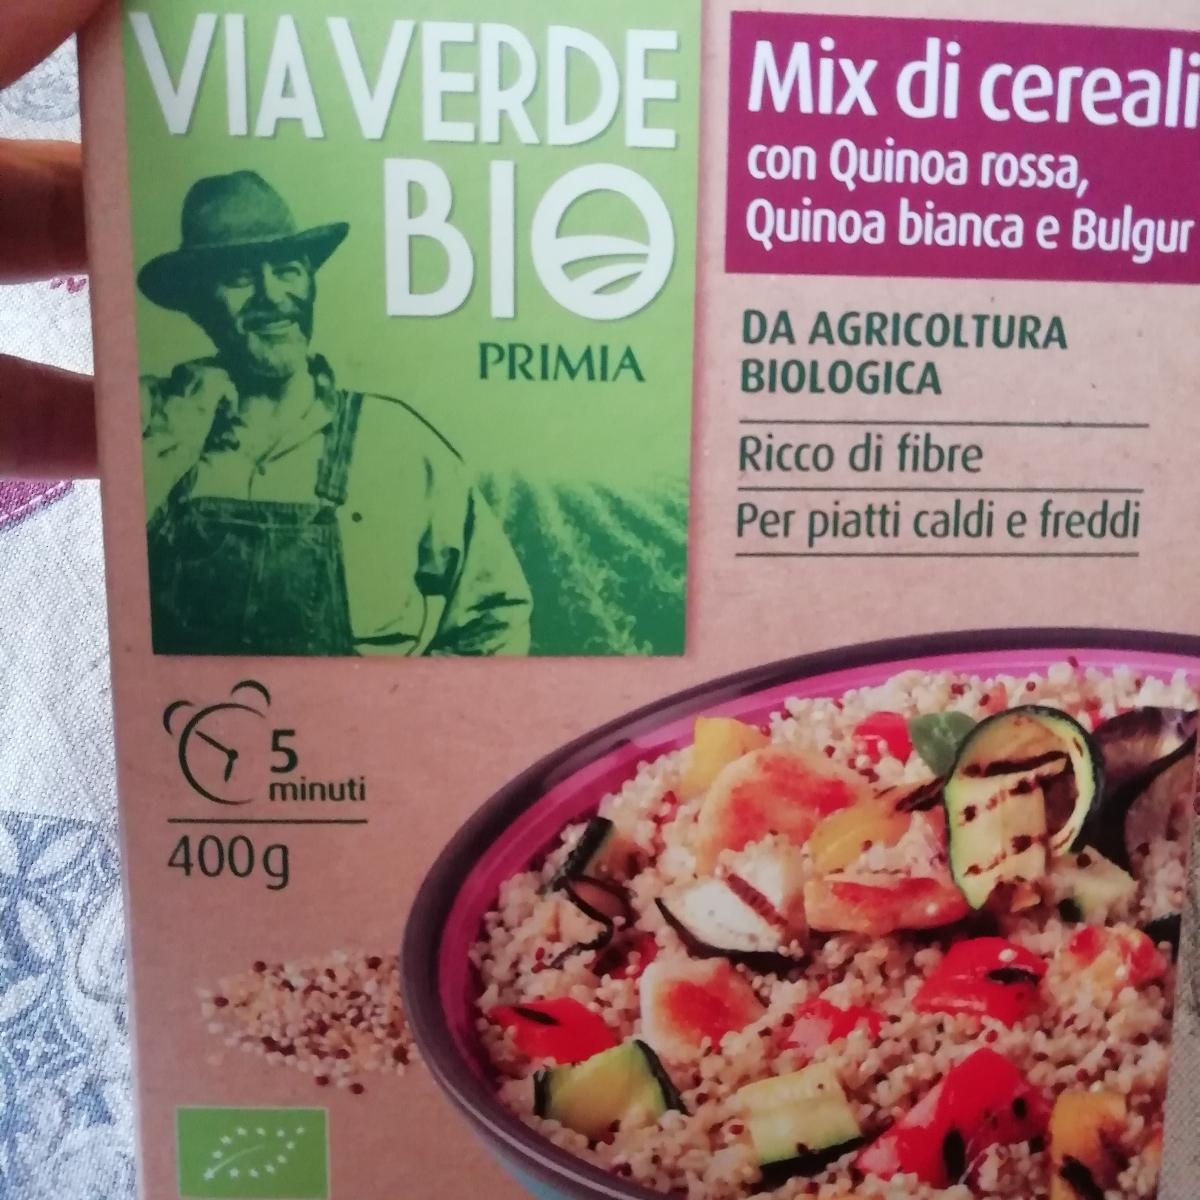 VIAVERDE
BIO
PRIMIA
Mix di cereali
con Quinoa rossa,
Quinoa bianca e Bulgur
DA AGRICOLTURA
BIOLOGICA
Ricco di fibre
Per piatti caldi e freddi
5
minuti
400g